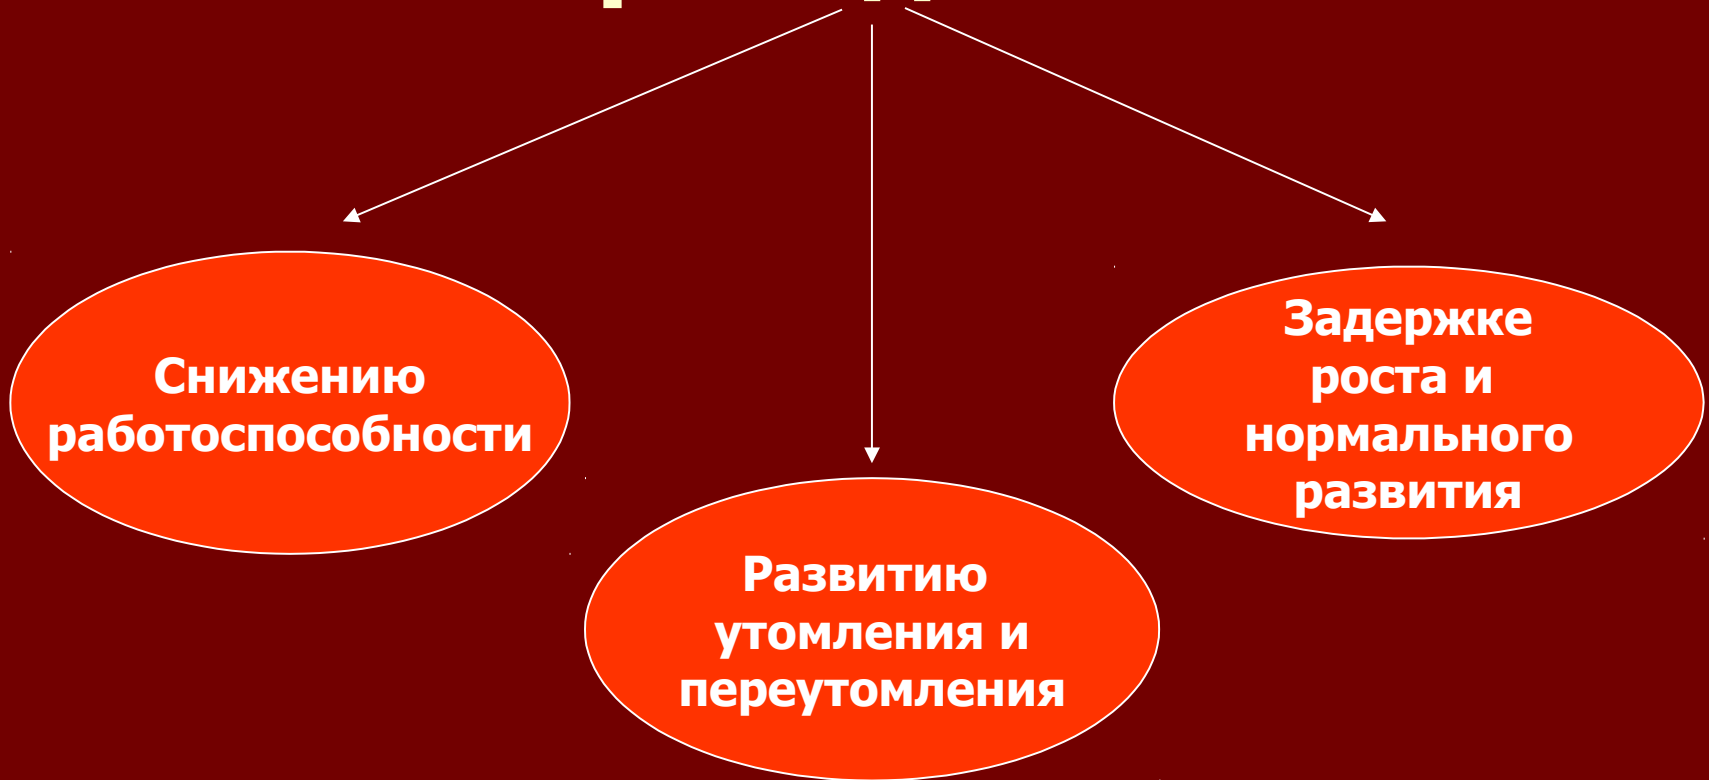 Снижению
работоспособности
Развитию
утомления и
переутомления
Задержке
роста и
нормального
развития